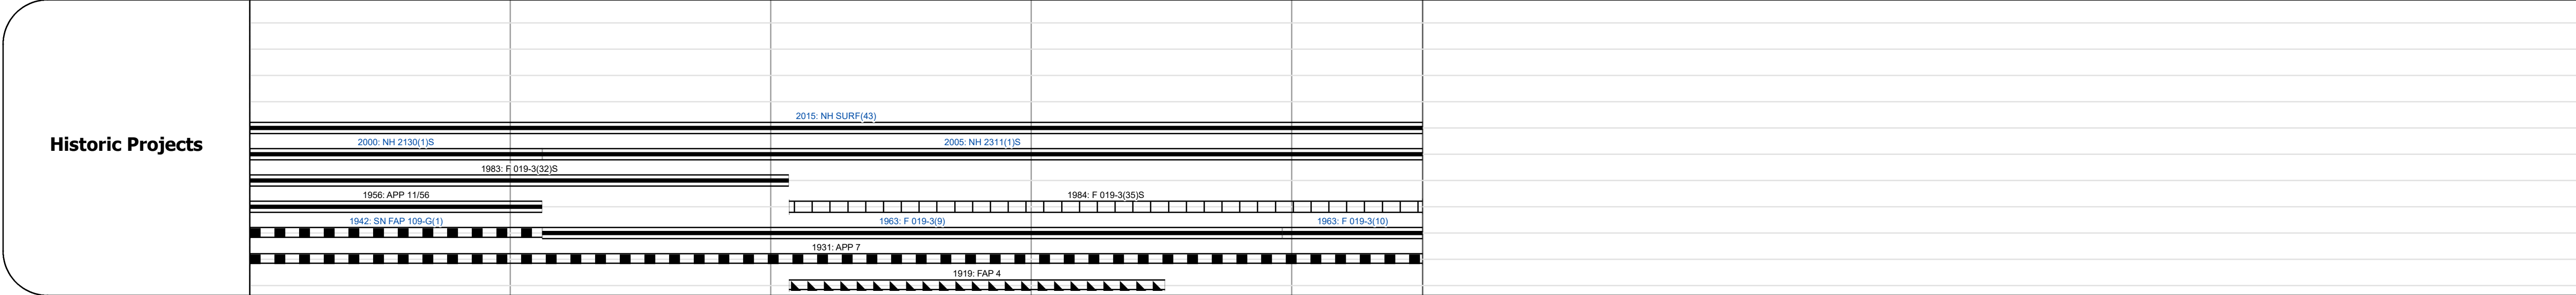 2015: NH SURF(43)
2000: NH 2130(1)S
2005: NH 2311(1)S
Historic Projects
1983: F 019-3(32)S
1956: APP 11/56
1984: F 019-3(35)S
1942: SN FAP 109-G(1)
1963: F 019-3(9)
1963: F 019-3(10)
1931: APP 7
1919: FAP 4